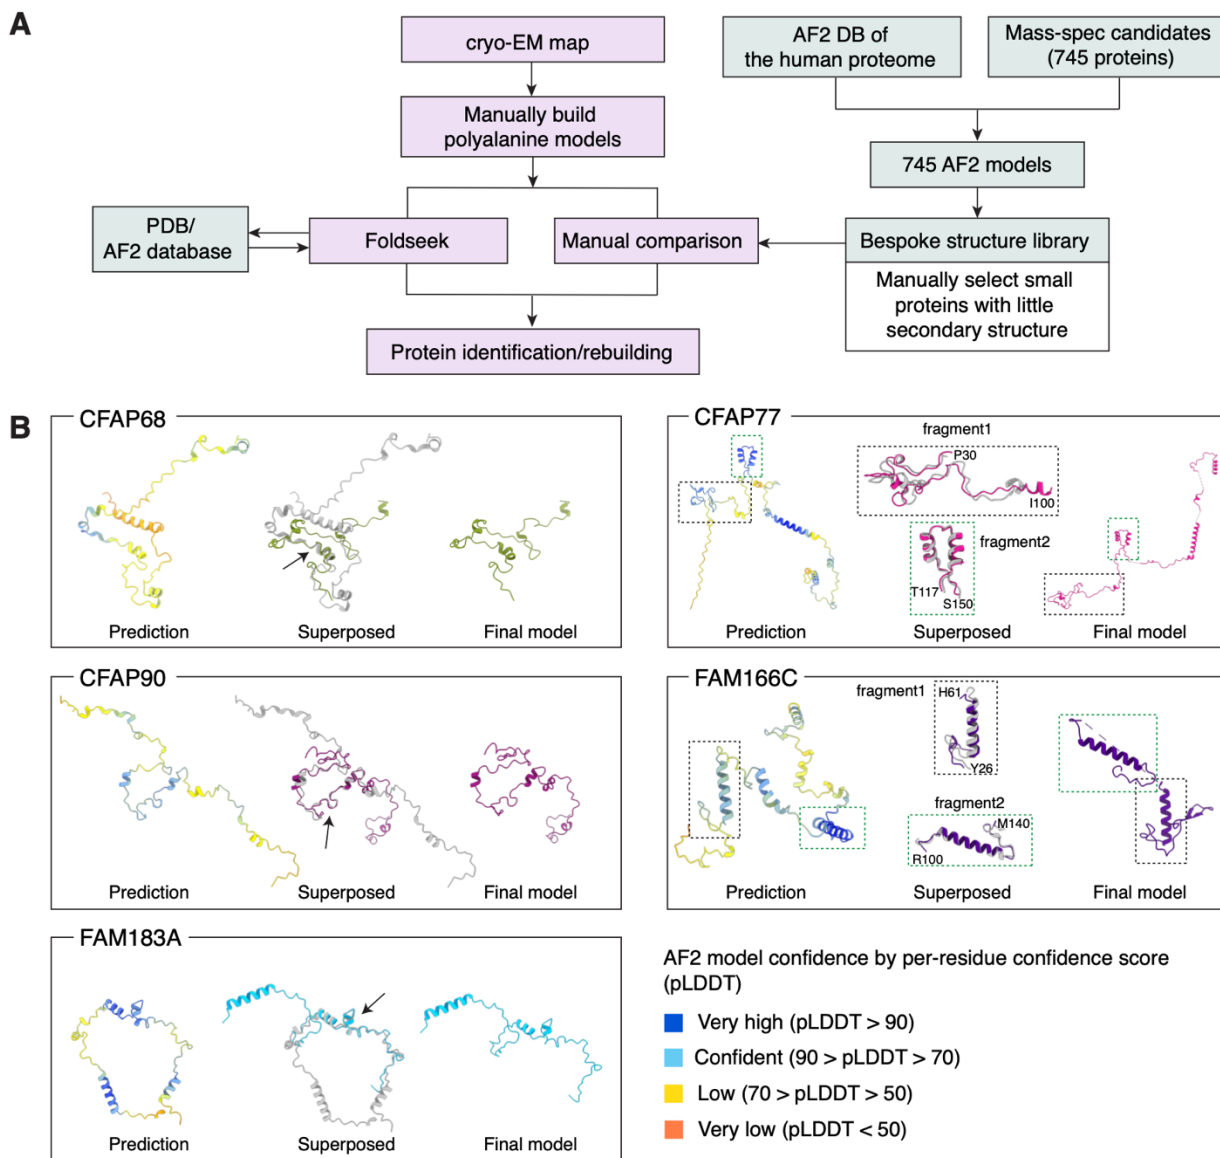 A
cryo-EM map
AF2 DB of
the human proteome
Mass-spec candidates
(745 proteins)
Manually build
polyalanine models
745 AF2 models
PDB/
AF2 database
Foldseek
Manual comparison
Bespoke structure library
Manually select small
proteins with little
secondary structure
Protein identification/rebuilding
B
CFAP68
Prediction
Superposed
Final model
CFAP77
fragment1
P30
I100
fragment2
T117
S150
Prediction
Superposed
Final model
CFAP90
Prediction
Superposed
Final model
FAM166C
fragment1
H61
Y26
fragment2
M140
R100
Prediction
Superposed
Final model
FAM183A
Prediction
Superposed
Final model
AF2 model confidence by per-residue confidence score
(pLDDT)
Very high (pLDDT > 90)
Confident (90 > pLDDT > 70)
Low (70 > pLDDT > 50)
Very low (pLDDT < 50)